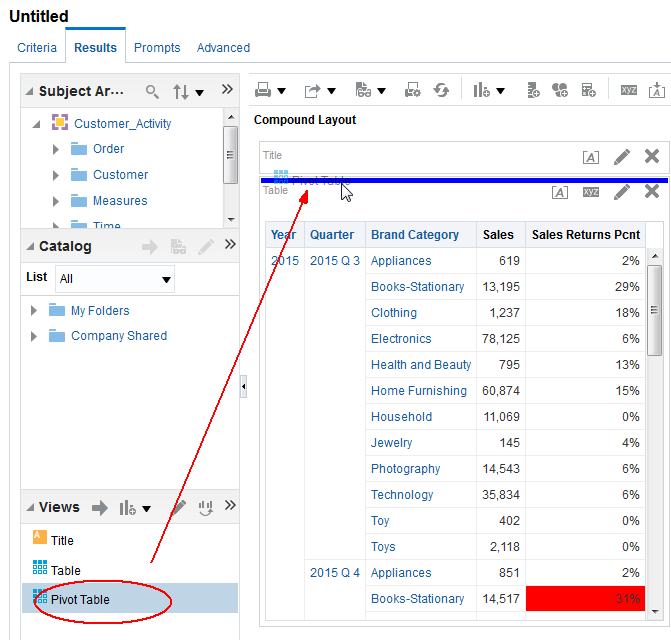 Untitled
Criteria Results Prompts Advanced
Subject Ar...
Customer_Activity
Order
Customer
Measures
Time
Catalog
List All
My Folders
Company Shared
Views
Title
Table
Pivot Table
xyz
Compound Layout
Title
A
Pivot Table
Table
A xyz
Year Quarter Brand Category Sales Sales Returns Pcnt
2015 2015 Q 3 Appliances 619 2%
Books-Stationary 13,195 29%
Clothing 1,237 18%
Electronics 78,125 6%
Health and Beauty 795 13%
Home Furnishing 60,874 15%
Household 11,069 0%
Jewelry 145 4%
Photography 14,543 6%
Technology 35,834 6%
Toy 402 0%
Toys 2,118 0%
2015 Q 4 Appliances 851 2%
Books-Stationary 14,517 31%